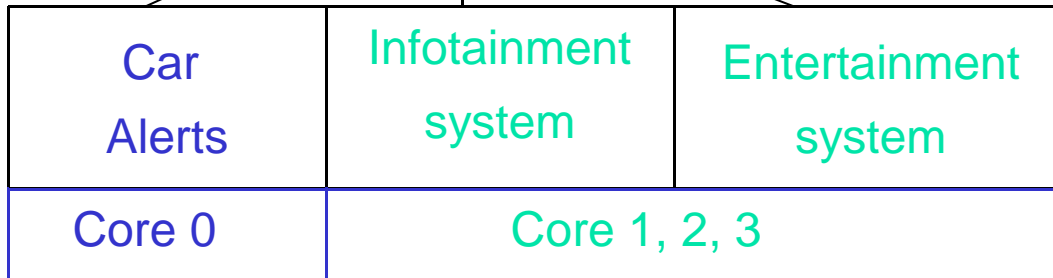 Car
Alerts
Infotainment
system
Entertainment
system
Core 0
Core 1, 2, 3